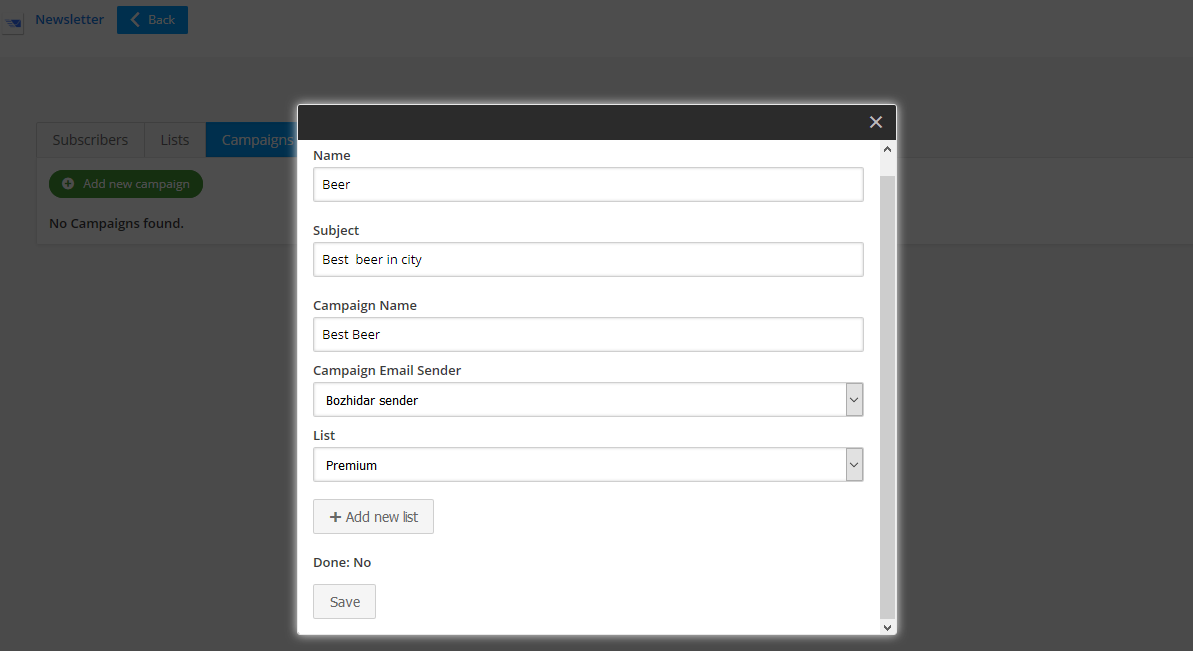 Newsletter
Back
Subscribers
Lists
Campaigns
Add new campaign
No Campaigns found.
Name
Beer
Subject
Best  beer in city
Campaign Name
Best Beer
Campaign Email Sender
Bozhidar sender
List
Premium
+ Add new list
Done: No
Save